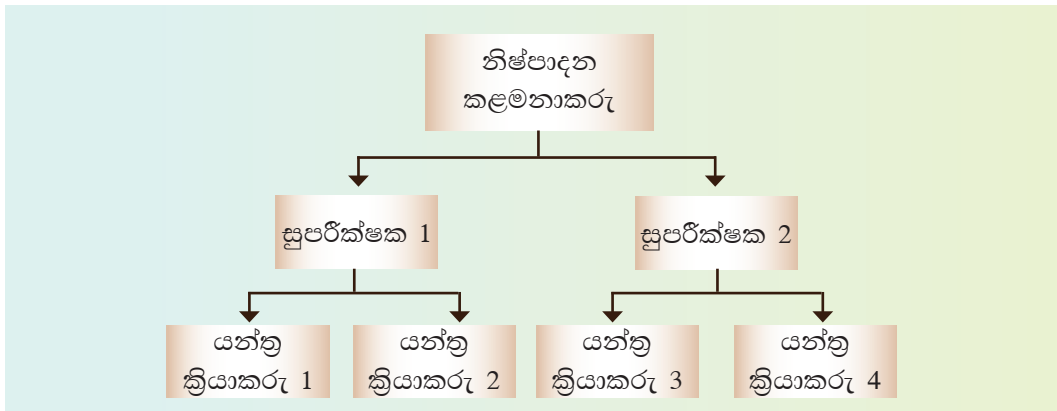 නිෂ්පාදන
කළමනාකරු
සුපරීක්ෂක 1
සුපරීක්ෂක 2
යන්ත්‍ර
ක්‍රියාකරු 1
යන්ත්‍ර
ක්‍රියාකරු 2
යන්ත්‍ර
ක්‍රියාකරු 3
යන්ත්‍ර
ක්‍රියාකරු 4